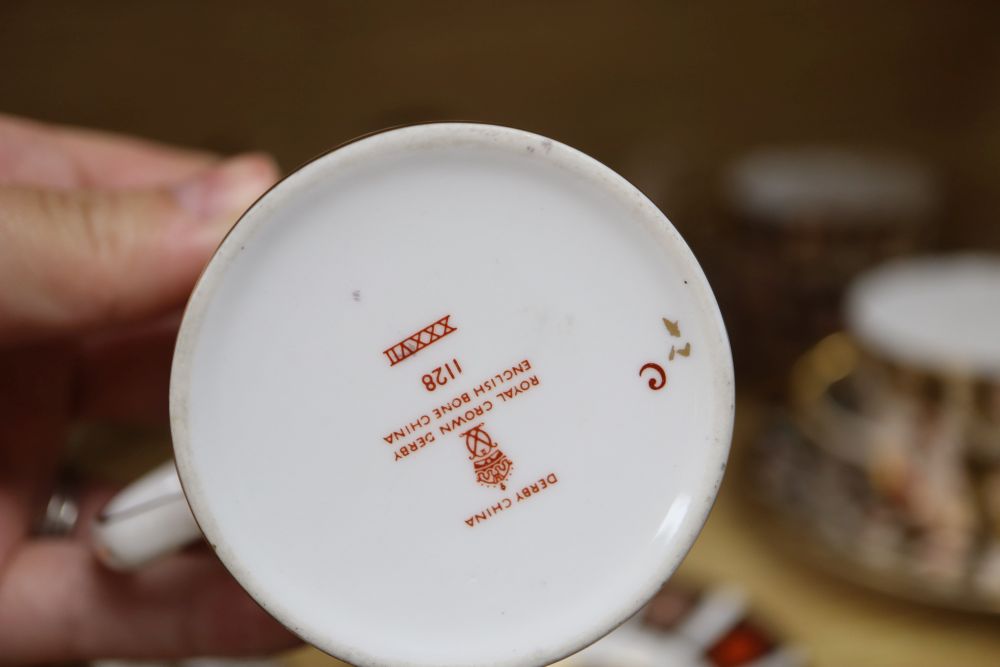 DERBY CHINA
ROYAL CROWN DERBY
ENGLISH BONE CHINA
1128
XXXVII